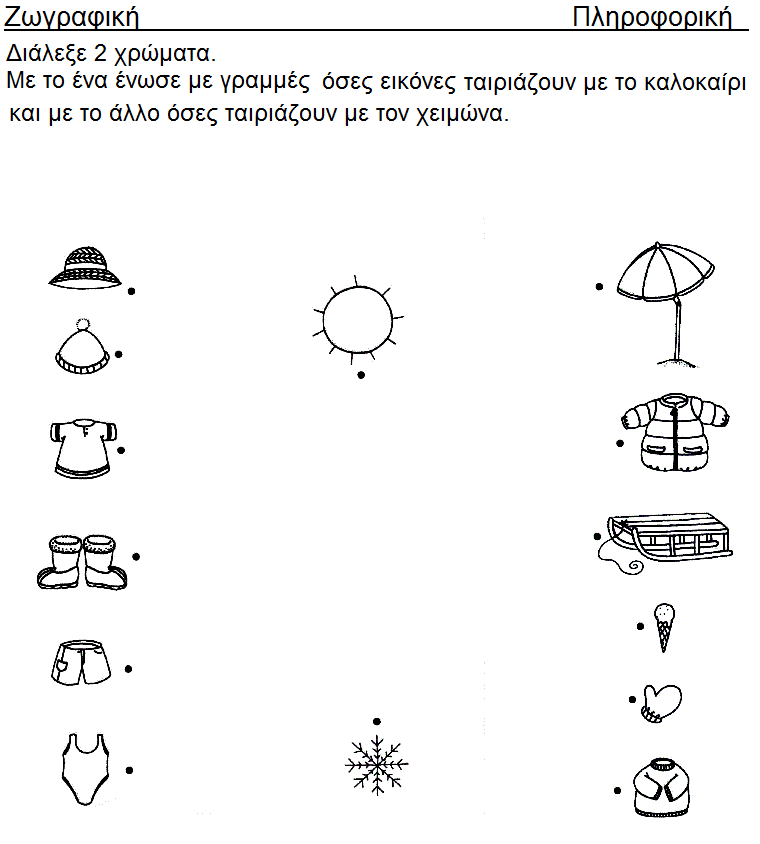 Ζωγραφική Πληροφορική
Διάλεξε 2 χρώματα.
Με το ένα ένωσε με γραμμές όσες εικόνες ταιριάζουν με το καλοκαίρι
και με το άλλο όσες ταιριάζουν με τον χειμώνα.